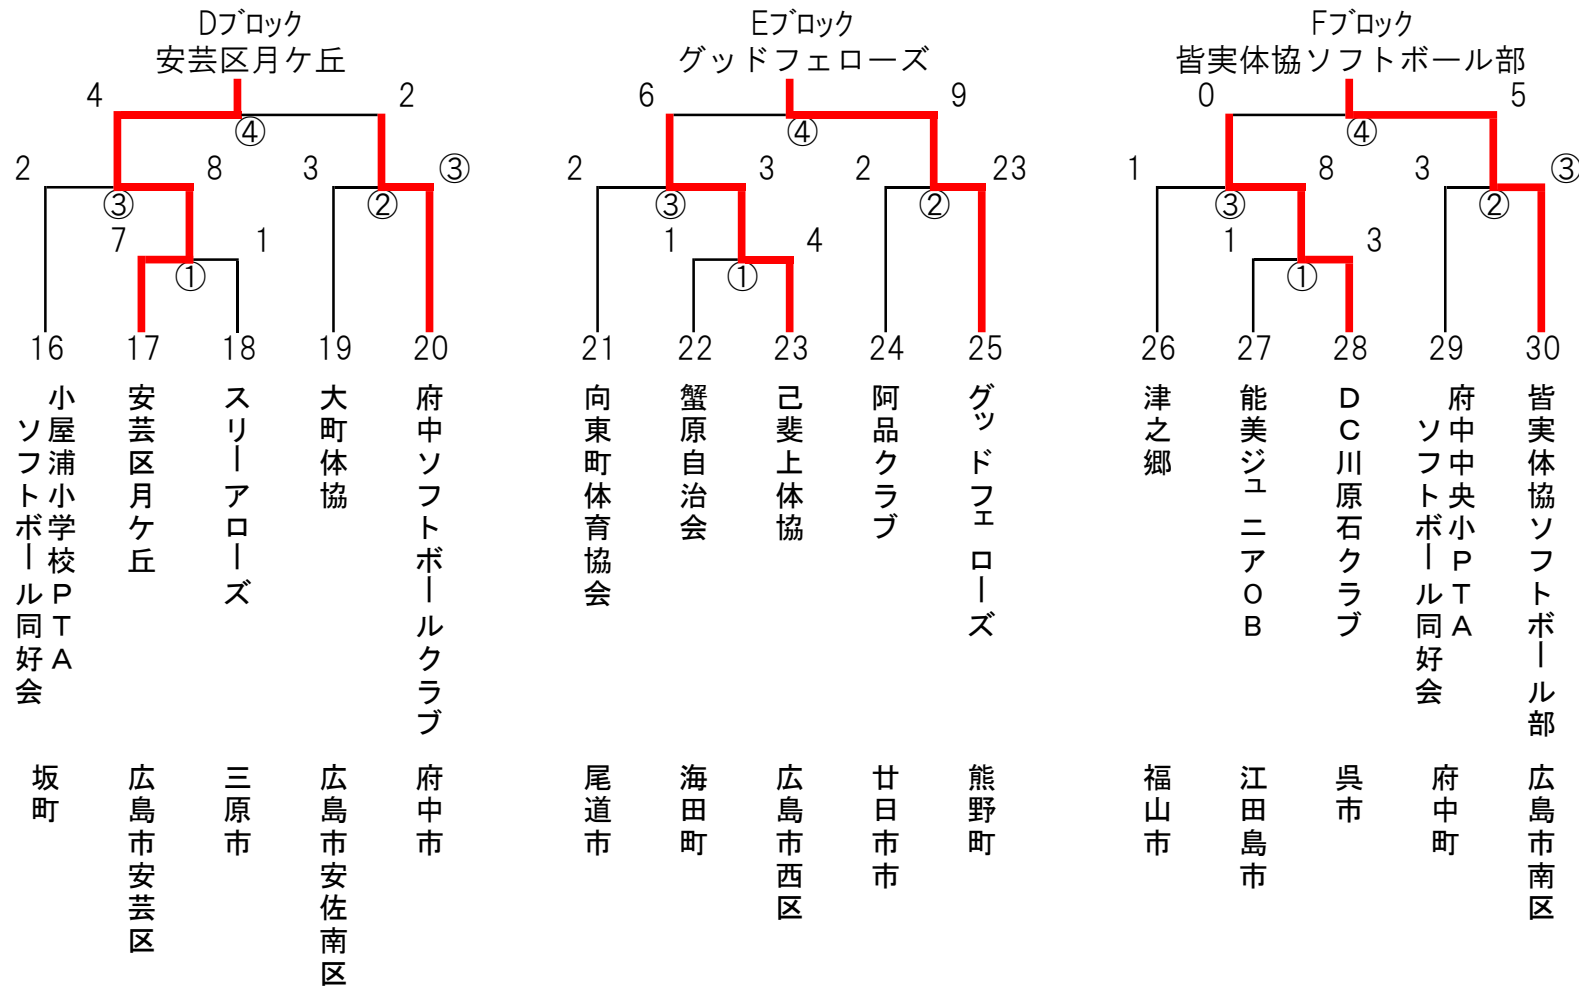 Dブロック
安芸区月ケ丘
4
2
④
2
8
3
③
③
②
7
1
①
16
17
18
19
20
小屋浦小学校PTA
ソフトボール同好会
安芸区月ケ丘
スリーアローズ
大町体協
府中ソフトボールクラブ
坂町
広島市安芸区
三原市
広島市安佐南区
府中市
Eブロック
グッドフェローズ
6
9
④
2
3
2
23
③
②
1
4
①
21
22
23
24
25
向東町体育協会
蟹原自治会
己斐上体協
阿品クラブ
グッドフェローズ
尾道市
海田町
広島市西区
廿日市市
熊野町
Fブロック
皆実体協ソフトボール部
0
5
④
1
8
3
③
③
②
1
3
①
26
27
28
29
30
津之郷
能美ジュニアOB
DC川原石クラブ
府中中央小PTA
ソフトボール同好会
皆実体協ソフトボール部
福山市
江田島市
呉市
府中町
広島市南区